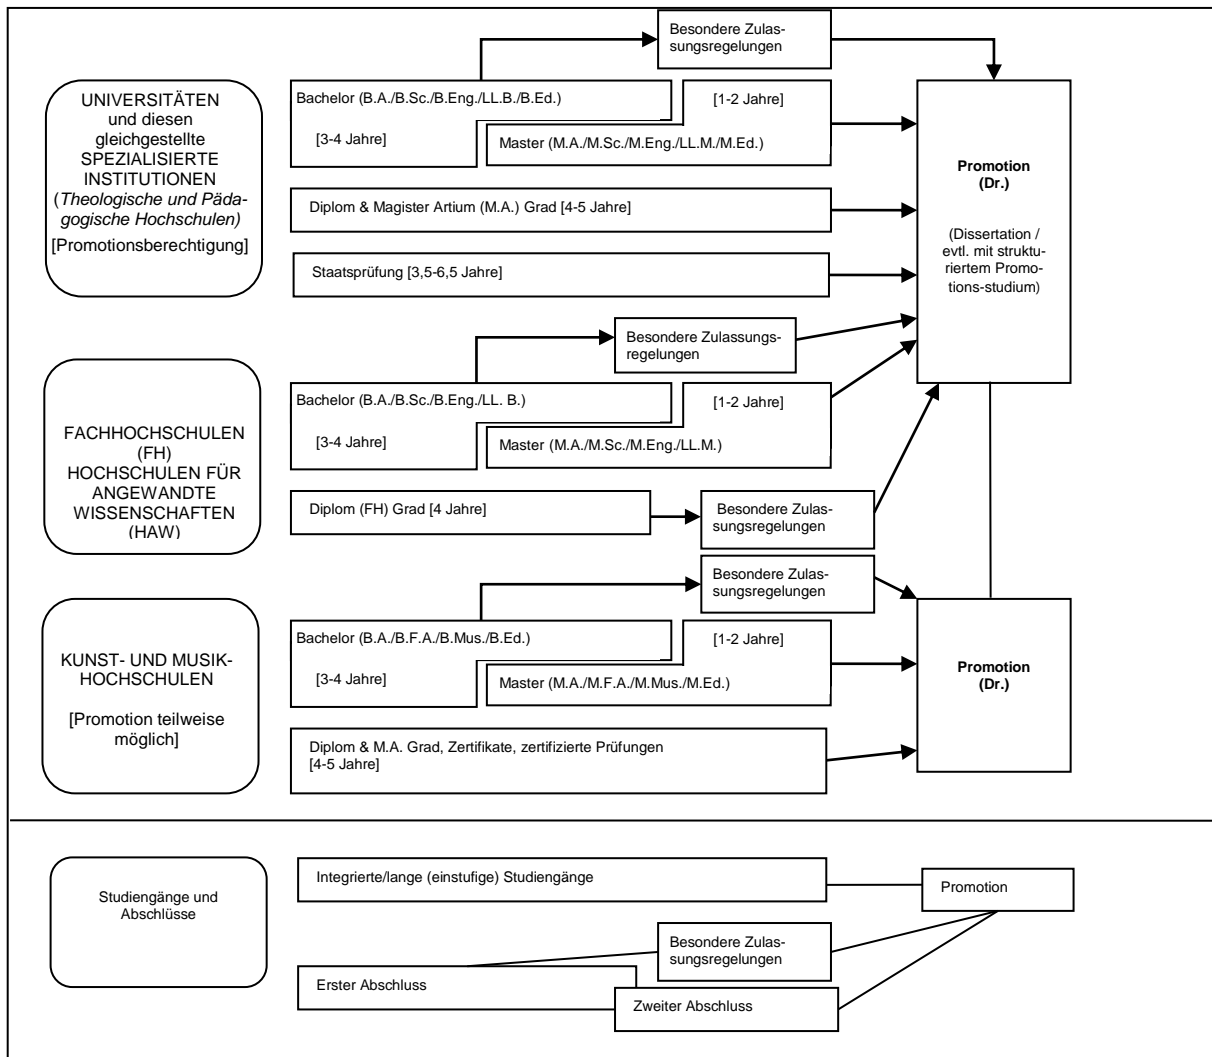 Besondere Zulas-
sungsregelungen
UNIVERSITÄTEN
und diesen
gleichgestellte
SPEZIALISIERTE
INSTITUTIONEN
(Theologische und Päda-
gogische Hochschulen)
[Promotionsberechtigung]
Bachelor (B.A./B.Sc./B.Eng./LL.B./B.Ed.)
[3-4 Jahre]
[1-2 Jahre]
Master (M.A./M.Sc./M.Eng./LL.M./M.Ed.)
Diplom & Magister Artium (M.A.) Grad [4-5 Jahre]
Staatsprüfung [3,5-6,5 Jahre]
Promotion
(Dr.)
(Dissertation /
evtl. mit struktu-
riertem Promo-
tions-studium)
Besondere Zulassungs-
regelungen
FACHHOCHSCHULEN
(FH)
HOCHSCHULEN FÜR
ANGEWANDTE
WISSENSCHAFTEN
(HAW)
Bachelor (B.A./B.Sc./B.Eng./LL. B.)
[3-4 Jahre]
[1-2 Jahre]
Master (M.A./M.Sc./M.Eng./LL.M.)
Diplom (FH) Grad [4 Jahre]
Besondere Zulas-
sungsregelungen
Besondere Zulas-
sungsregelungen
KUNST- UND MUSIK-
HOCHSCHULEN
[Promotion teilweise
möglich]
Bachelor (B.A./B.F.A./B.Mus./B.Ed.)
[3-4 Jahre]
[1-2 Jahre]
Master (M.A./M.F.A./M.Mus./M.Ed.)
Diplom & M.A. Grad, Zertifikate, zertifizierte Prüfungen
[4-5 Jahre]
Promotion
(Dr.)
Studiengänge und
Abschlüsse
Integrierte/lange (einstufige) Studiengänge
Promotion
Besondere Zulas-
sungsregelungen
Erster Abschluss
Zweiter Abschluss